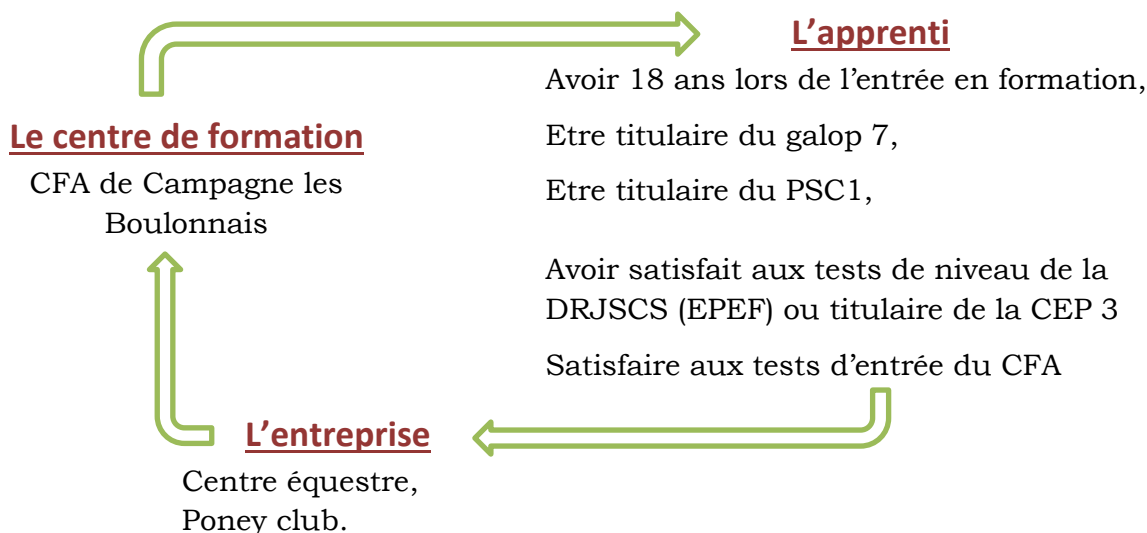 L’apprenti
Avoir 18 ans lors de l’entrée en formation,
Etre titulaire du galop 7,
Etre titulaire du PSC1,
Avoir satisfait aux tests de niveau de la
DRJSCS (EPEF) ou titulaire de la CEP 3
Satisfaire aux tests d’entrée du CFA
Le centre de formation
CFA de Campagne les
Boulonnais
L’entreprise
Centre équestre,
Poney club.